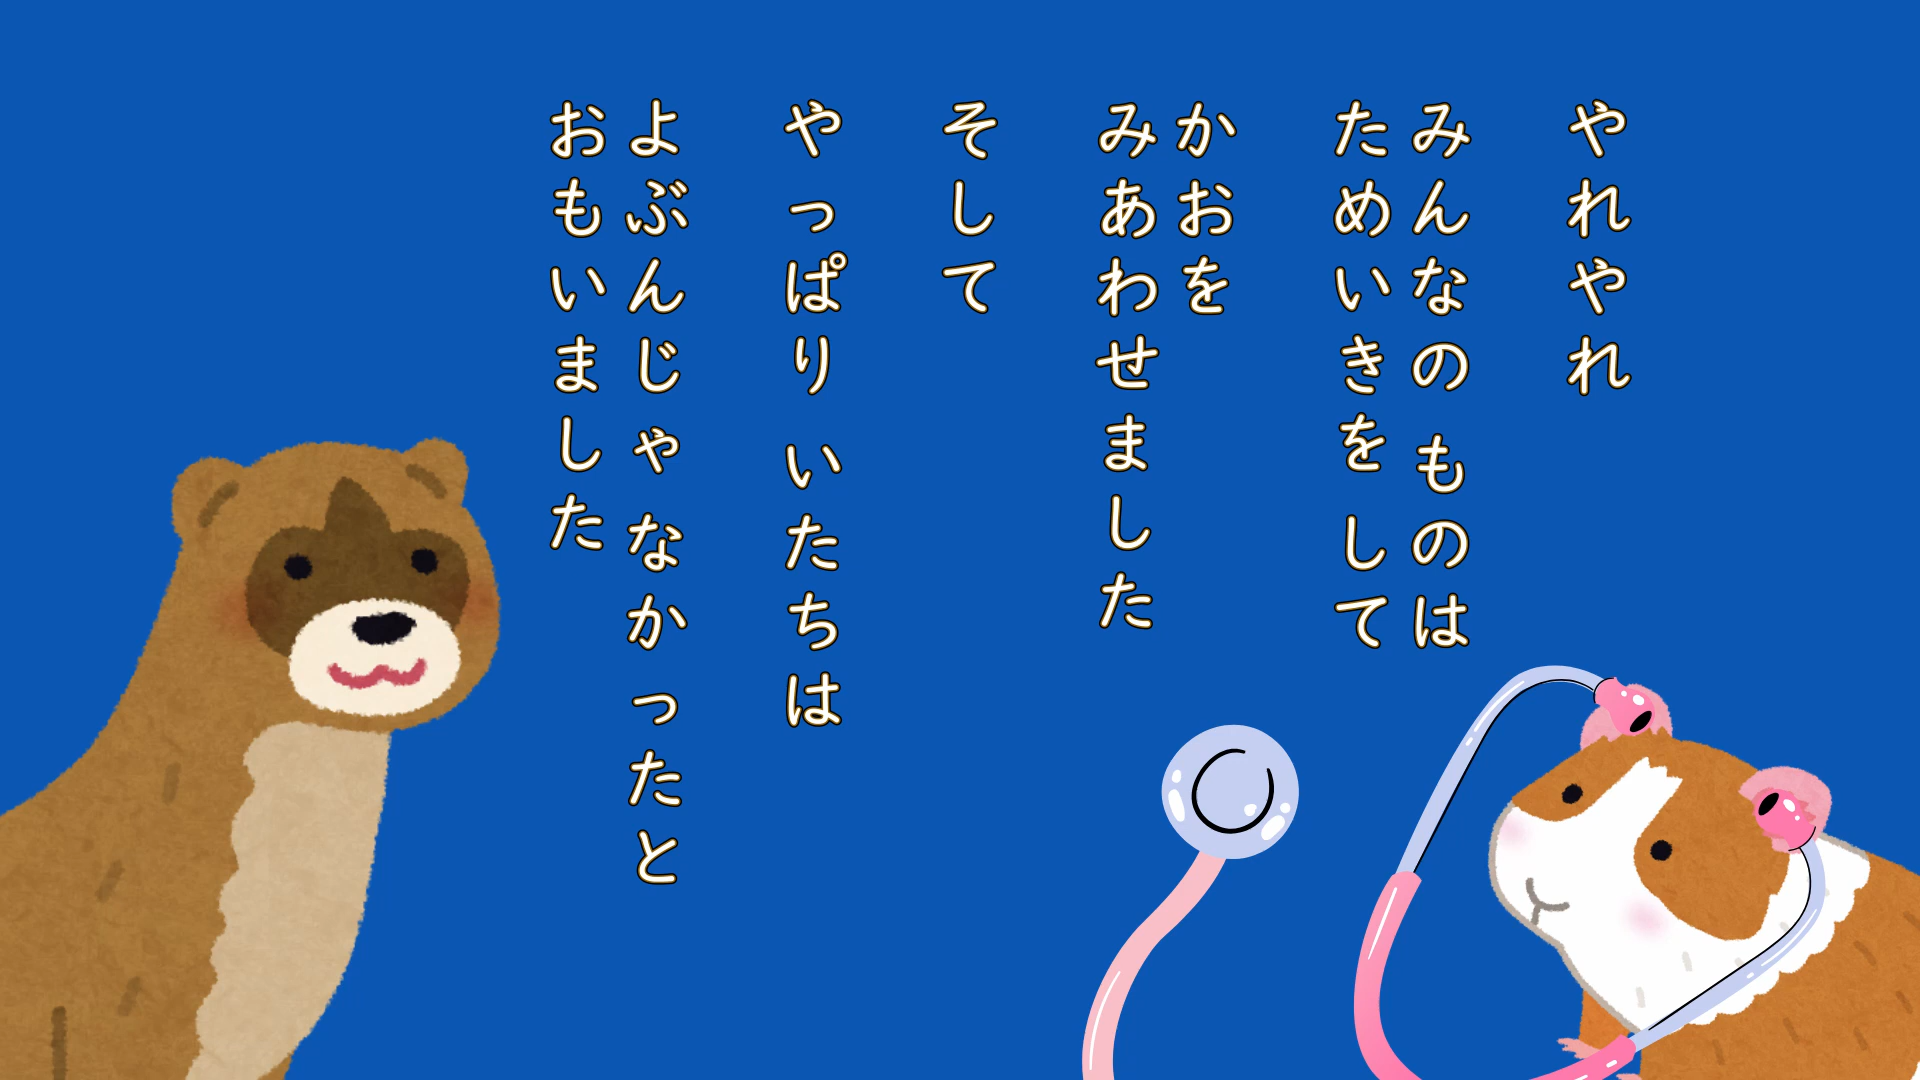 やれやれ
みんなの ものは
ためいきを して
かおを
みあわせました
そして
やっぱり いたちは
よぶんじゃ なかったと
おもいました